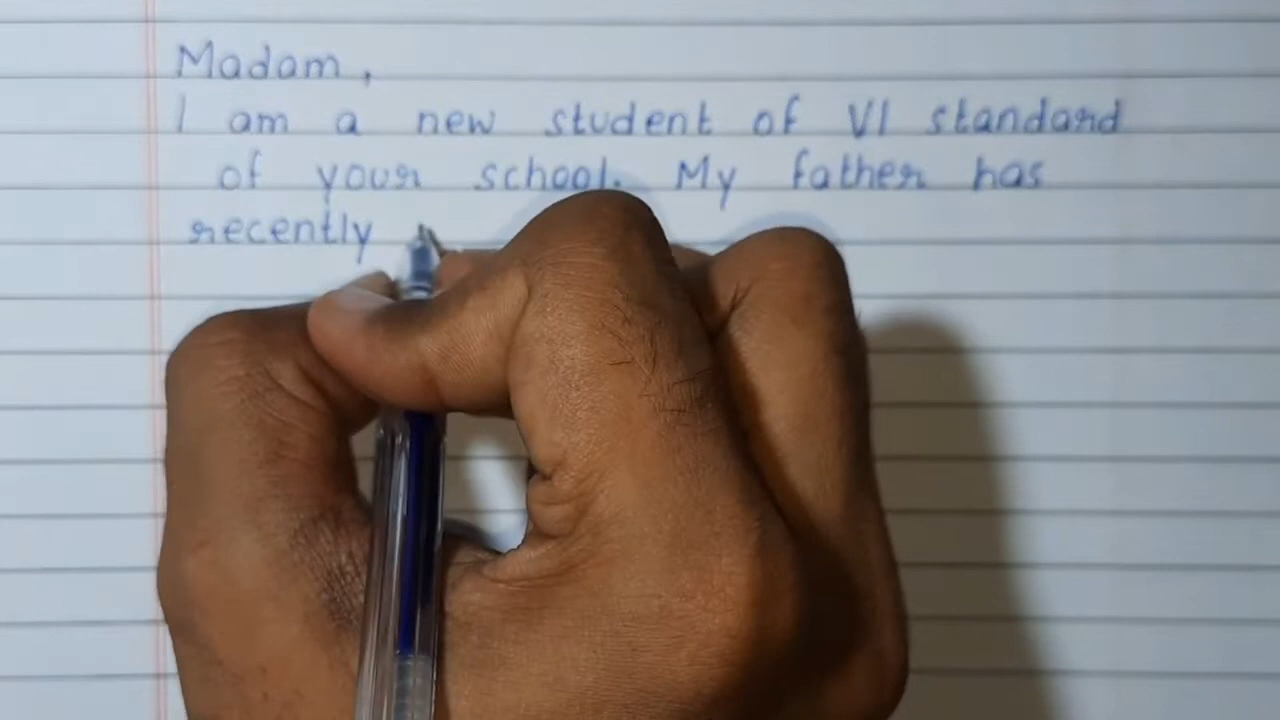 Madam,
I am a new student of VI standard
of your school. My father has
recently